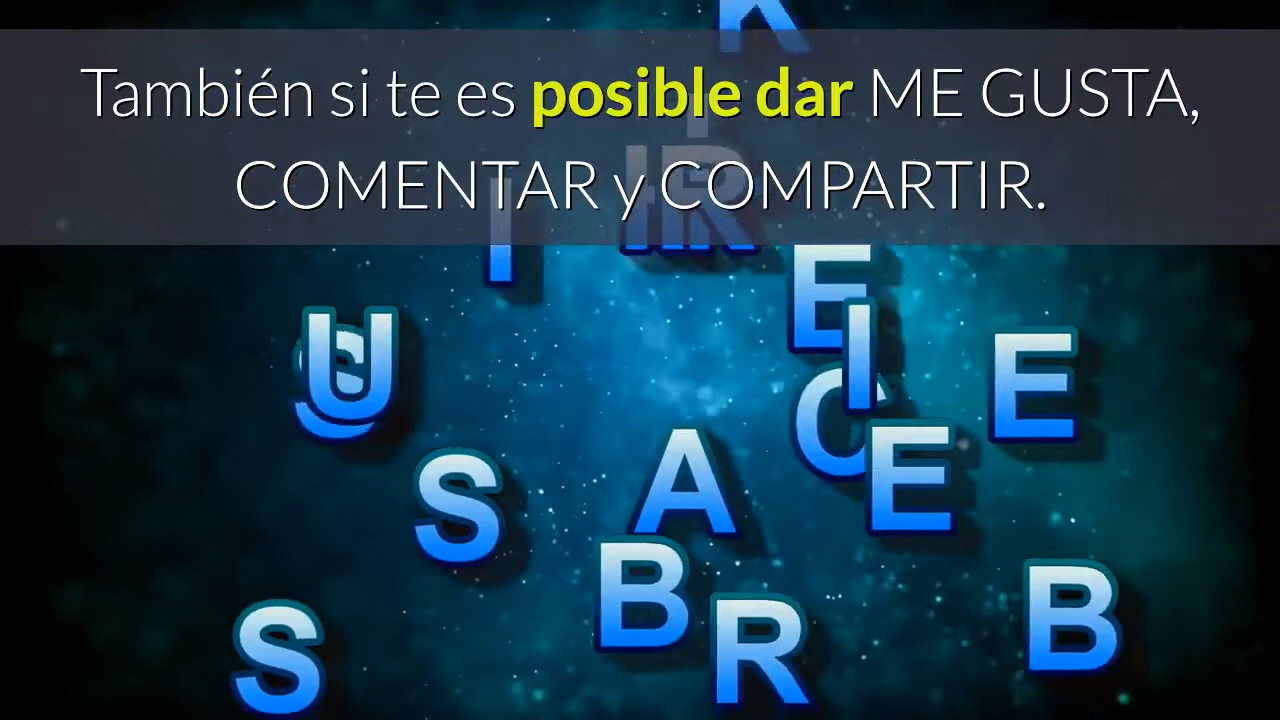 También si te es posible dar ME GUSTA,
COMENTAR y COMPARTIR.
K
I
I
R
E
U
S
I
E
C
E
S
A
B
R
B
S